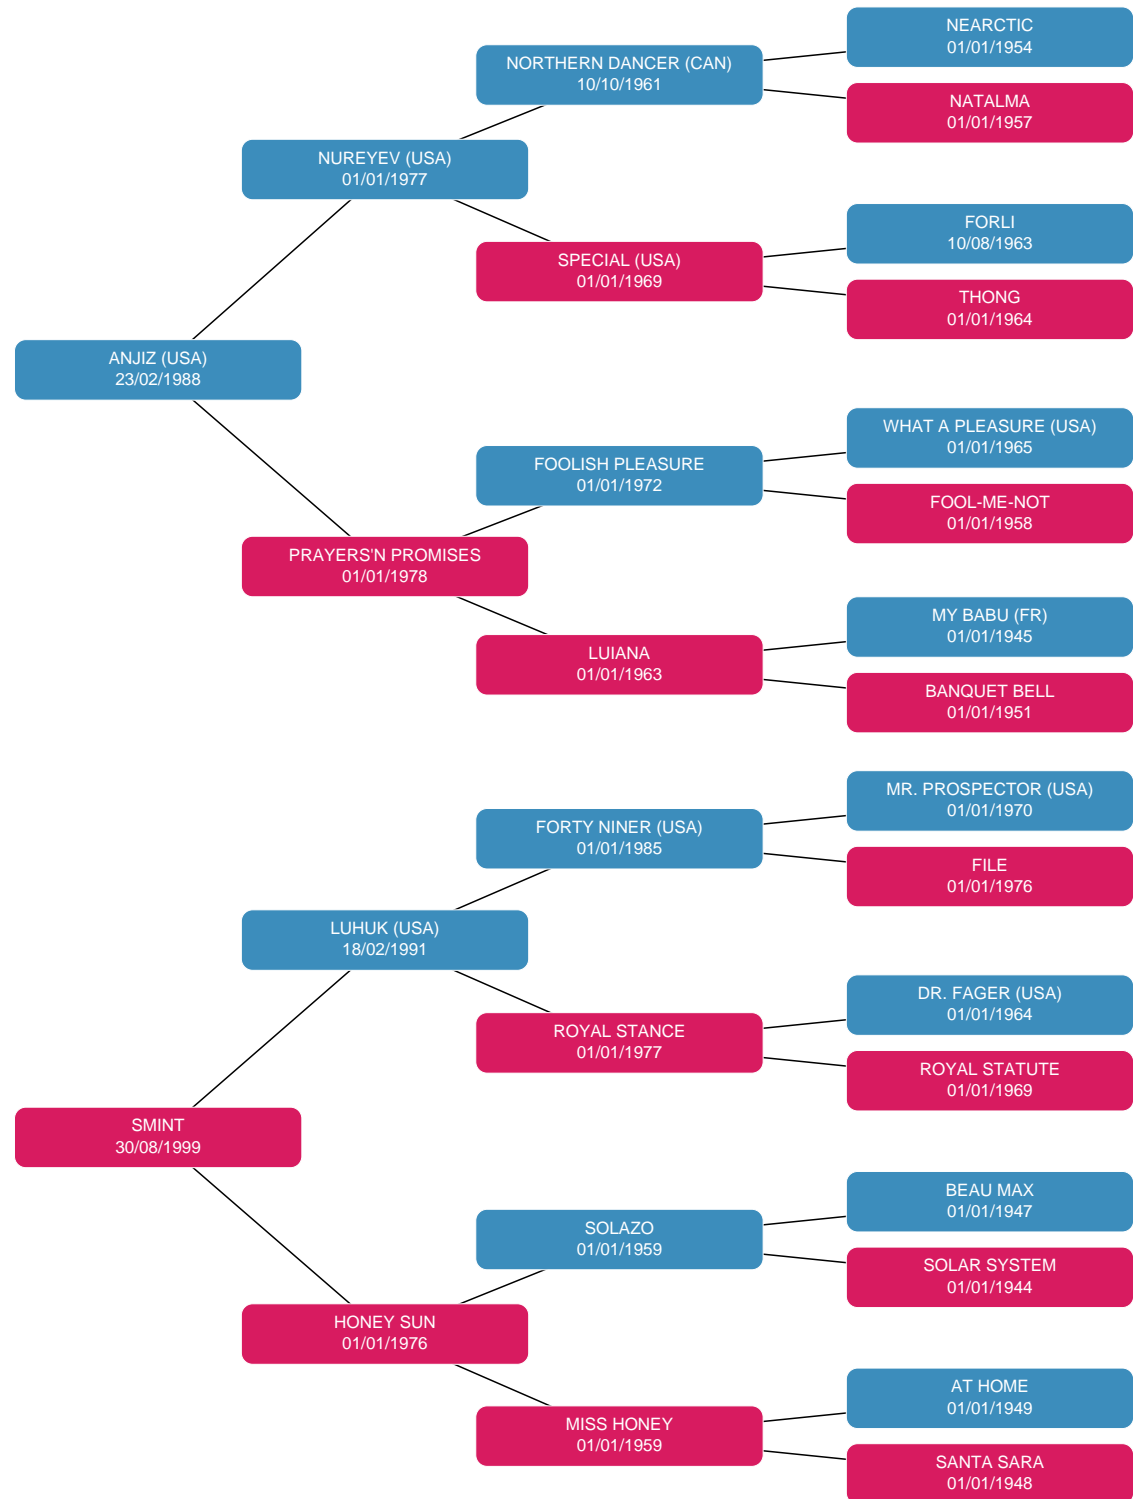 NEARCTIC
01/01/1954
NORTHERN DANCER (CAN)
10/10/1961
NATALMA
01/01/1957
NUREYEV (USA)
01/01/1977
FORLI
10/08/1963
SPECIAL (USA)
01/01/1969
THONG
01/01/1964
ANJIZ (USA)
23/02/1988
WHAT A PLEASURE (USA)
01/01/1965
FOOLISH PLEASURE
01/01/1972
FOOL-ME-NOT
01/01/1958
PRAYERS'N PROMISES
01/01/1978
MY BABU (FR)
01/01/1945
LUIANA
01/01/1963
BANQUET BELL
01/01/1951
MR. PROSPECTOR (USA)
01/01/1970
FORTY NINER (USA)
01/01/1985
FILE
01/01/1976
LUHUK (USA)
18/02/1991
DR. FAGER (USA)
01/01/1964
ROYAL STANCE
01/01/1977
ROYAL STATUTE
01/01/1969
SMINT
30/08/1999
BEAU MAX
01/01/1947
SOLAZO
01/01/1959
SOLAR SYSTEM
01/01/1944
HONEY SUN
01/01/1976
AT HOME
01/01/1949
MISS HONEY
01/01/1959
SANTA SARA
01/01/1948